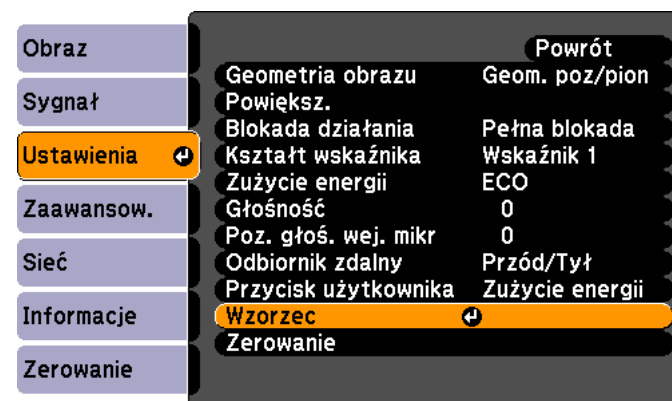 Obraz
Sygnał
Ustawienia
Zaawansow.
Sieć
Informacje
Zerowanie
Powrót
Geometria obrazu Geom. poz/pion
Powiększ.
Blokada działania Pełna blokada
Kształt wskaźnika Wskaźnik 1
Zużycie energii ECO
Głośność 0
Poz. głoś. wej. mikr 0
Odbiornik zdalny Przód/Tył
Przycisk użytkownika Zużycie energii
Wzorzec
Zerowanie